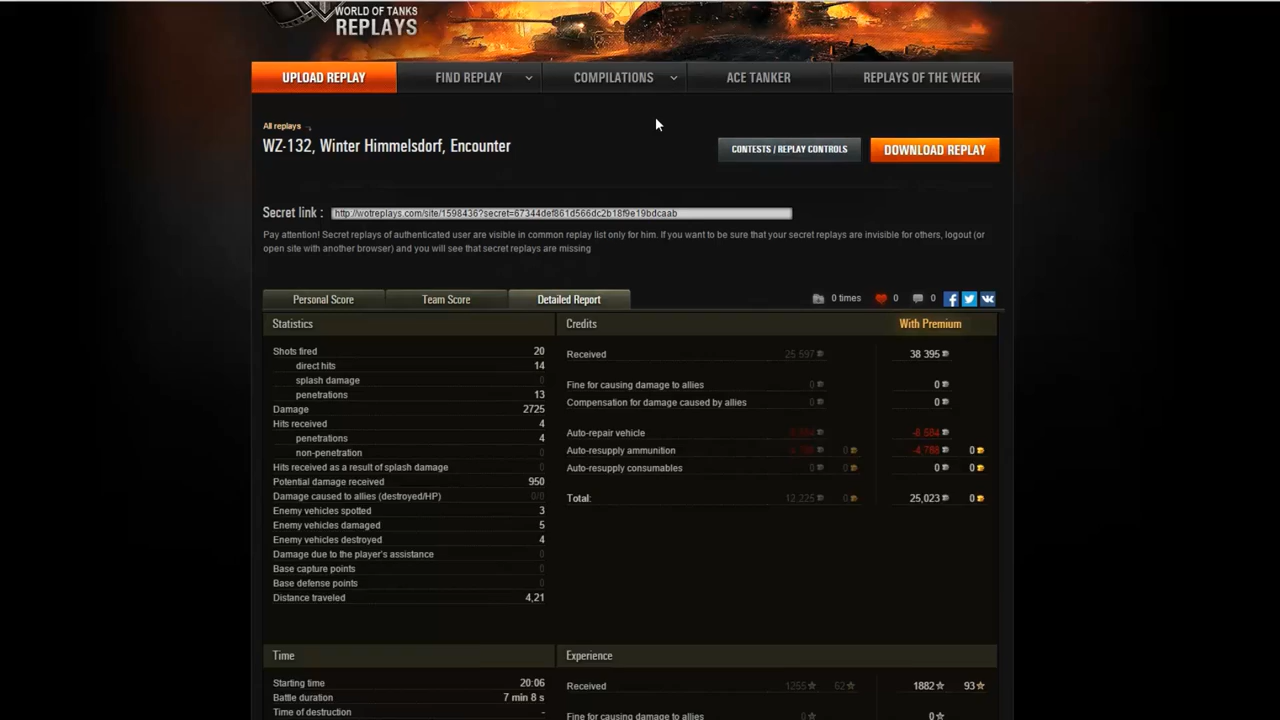 WORLD OF TANKS
REPLAYS
UPLOAD REPLAY FIND REPLAY COMPILATIONS ACE TANKER REPLAYS OF THE WEEK
All replays
WZ-132, Winter Himmelsdorf, Encounter
CONTESTS / REPLAY CONTROLS DOWNLOAD REPLAY
Secret link : http://wotreplays.com/site/1598436?secret=67344def861d566dc2b18f9e19bdcaab
Pay attention! Secret replays of authenticated user are visible in common replay list only for him. If you want to be sure that your secret replays are invisible for others, logout (or
open site with another browser) and you will see that secret replays are missing
Personal Score Team Score Detailed Report 0 times 0 0
Statistics Credits With Premium
Shots fired 20 Received 25 597 38 395
direct hits 14
splash damage 0 Fine for causing damage to allies 0 0
penetrations 13 Compensation for damage caused by allies 0 0
Damage 2725
Hits received 4 Auto-repair vehicle -8 584
penetrations 4 Auto-resupply ammunition 0 -4 788 0
non-penetration 0 Auto-resupply consumables 0 0 0 0
Hits received as a result of splash damage 0
Potential damage received 950 Total: 12,225 0 25,023 0
Damage caused to allies (destroyed/HP) 0/0
Enemy vehicles spotted 3
Enemy vehicles damaged 5
Enemy vehicles destroyed 4
Damage due to the player's assistance 0
Base capture points 0
Base defense points 0
Distance traveled 4,21
Time Experience
Starting time 20:06 Received 1255 62 1882 93
Battle duration 7 min 8 s
Time of destruction - Fine for causing damage to allies 0 0